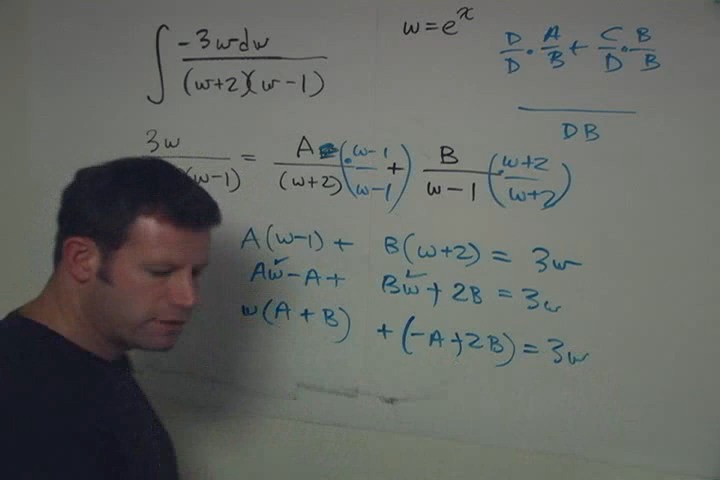 ∫ -3w dw / (w+2)(w-1)
w = e^x
D/D · A/B + C/D · B/B
DB
3w / (w-1) = A/(w+2) · (w-1 / w-1) + B/(w-1) · (w+2 / w+2)
A(w-1) + B(w+2) = 3w
Aw - A + Bw + 2B = 3w
w(A+B) + (-A+2B) = 3w